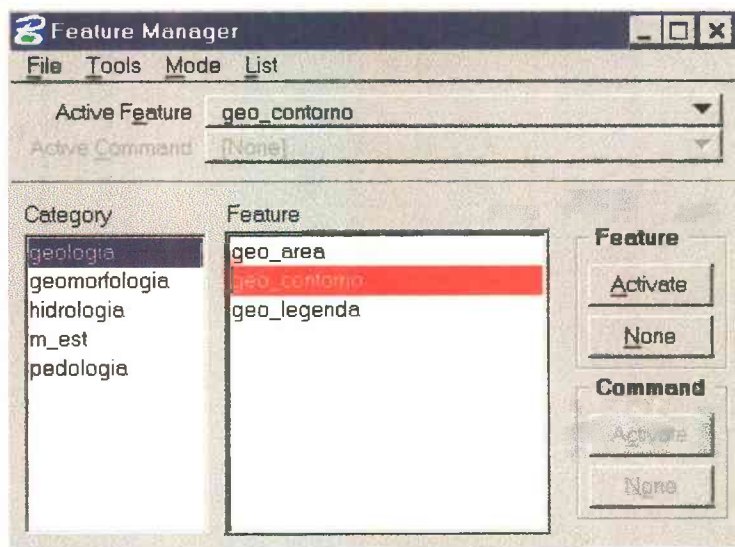 Feature Manager
File Tools Mode List
Active Feature geo_contorno
Active Command [None]
Category
geologia
geomorfologia
hidrologia
m_est
pedologia
Feature
geo_area
geo_contorno
geo_legenda
Feature
Activate
None
Command
Activate
None